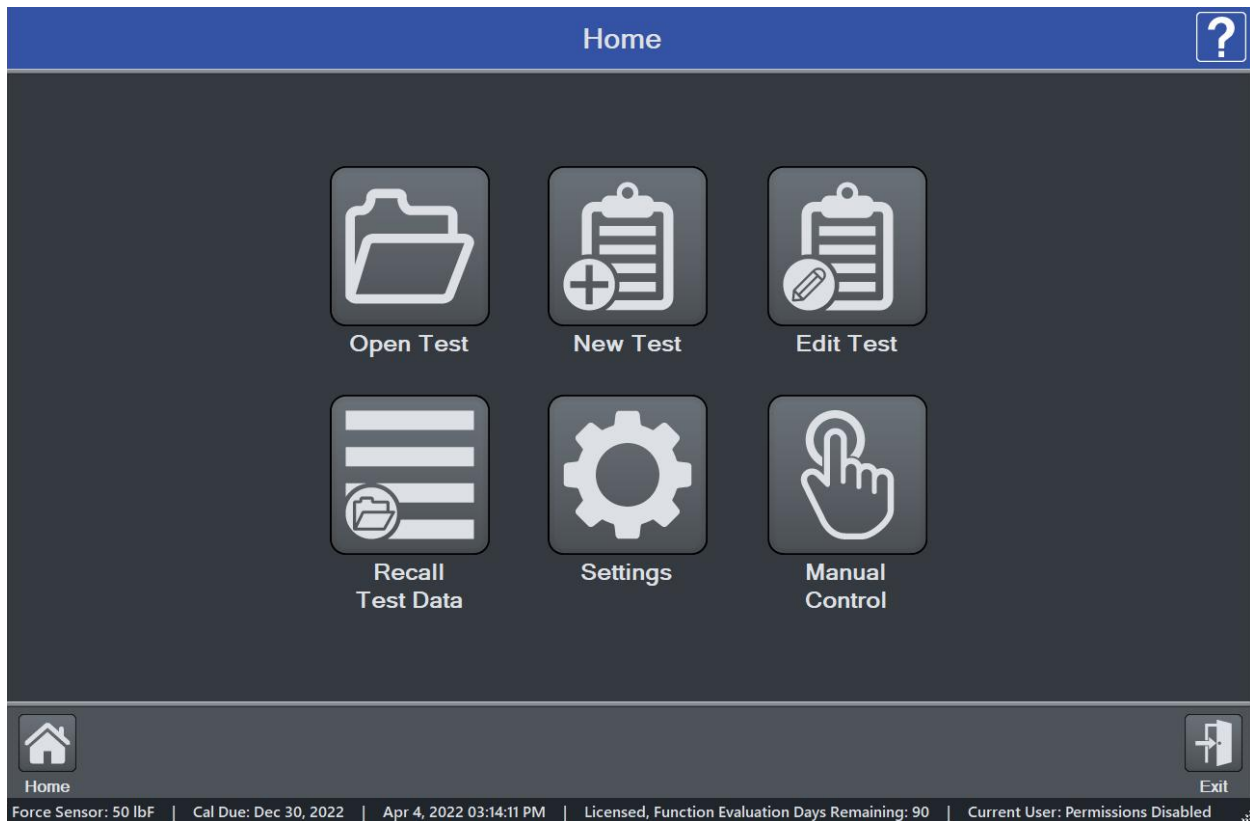 Home
?
Open Test
New Test
Edit Test
Recall
Test Data
Settings
Manual
Control
Home
Exit
Force Sensor: 50 lbF | Cal Due: Dec 30, 2022 | Apr 4, 2022 03:14:11 PM | Licensed, Function Evaluation Days Remaining: 90 | Current User: Permissions Disabled